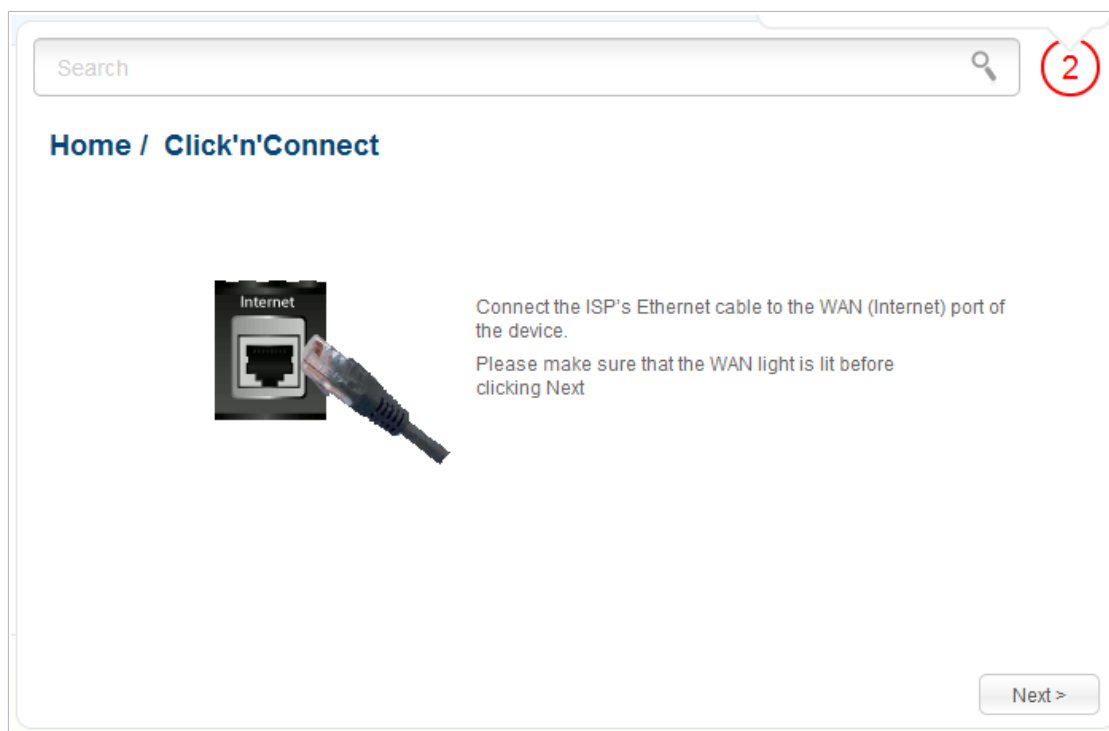 Search
2
Home / Click'n'Connect
Internet
Connect the ISP's Ethernet cable to the WAN (Internet) port of
the device.
Please make sure that the WAN light is lit before
clicking Next
Next >